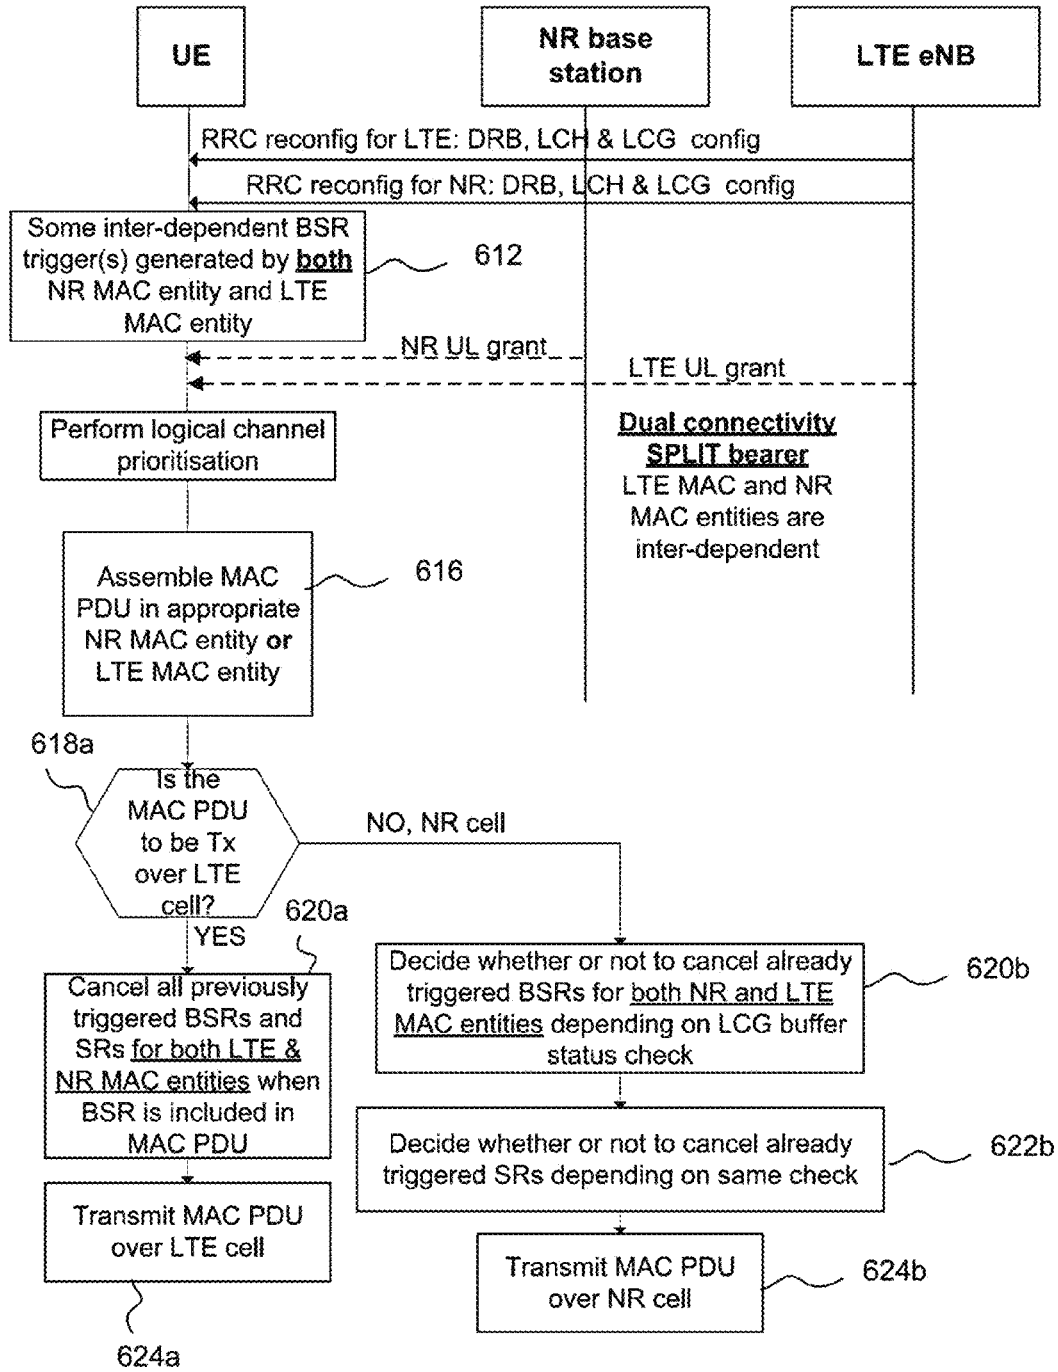 UE
NR base
station
LTE eNB
RRC reconfig for LTE: DRB, LCH & LCG config
RRC reconfig for NR: DRB, LCH & LCG config
Some inter-dependent BSR
trigger(s) generated by both
NR MAC entity and LTE
MAC entity
612
NR UL grant
LTE UL grant
Perform logical channel
prioritisation
Dual connectivity
SPLIT bearer
LTE MAC and NR
MAC entities are
inter-dependent
Assemble MAC
PDU in appropriate
NR MAC entity or
LTE MAC entity
616
618a
Is the
MAC PDU
to be Tx
over LTE
cell?
NO, NR cell
YES
620a
Cancel all previously
triggered BSRs and
SRs for both LTE &
NR MAC entities when
BSR is included in
MAC PDU
Decide whether or not to cancel already
triggered BSRs for both NR and LTE
MAC entities depending on LCG buffer
status check
620b
Decide whether or not to cancel already
triggered SRs depending on same check
622b
Transmit MAC PDU
over LTE cell
624a
Transmit MAC PDU
over NR cell
624b